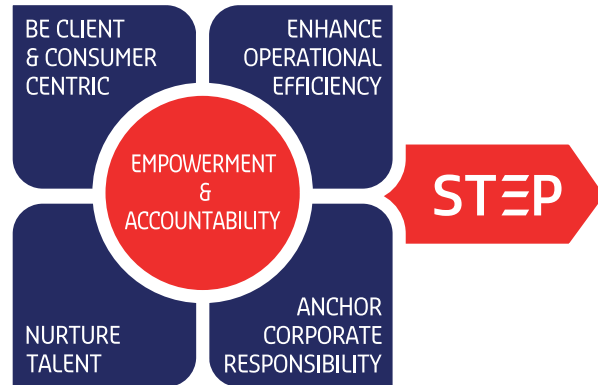 BE CLIENT
& CONSUMER
CENTRIC
ENHANCE
OPERATIONAL
EFFICIENCY
EMPOWERMENT
&
ACCOUNTABILITY
STEP
NURTURE
TALENT
ANCHOR
CORPORATE
RESPONSIBILITY